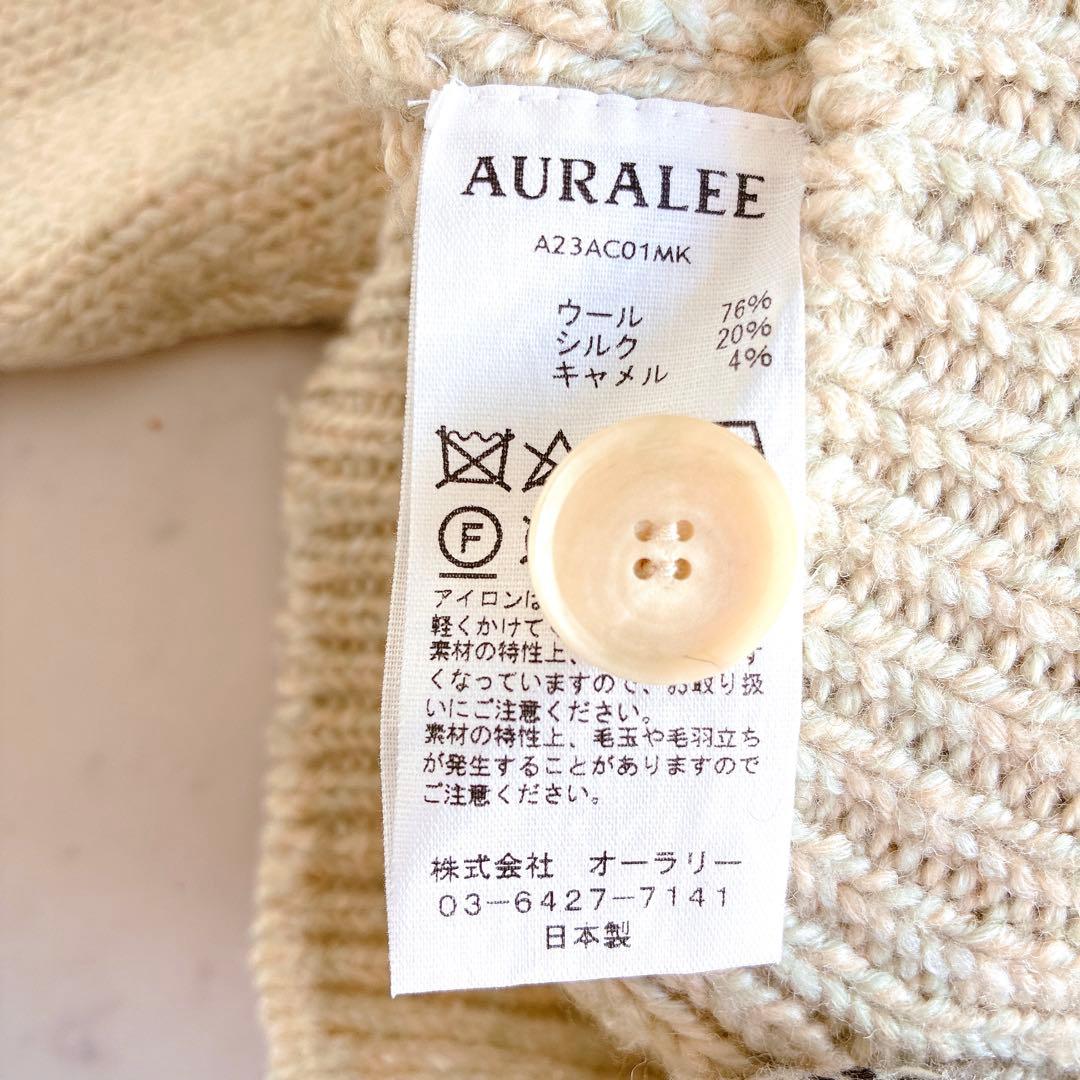 AURALEE
A23AC01MK
ウール 76%
シルク 20%
キャメル 4%
F
アイロンは
軽くかけて
素材の特性上、 す
くなっていますので、お取り扱
いにご注意ください。
素材の特性上、毛玉や毛羽立ち
が発生することがありますので
ご注意ください。
株式会社 オーラリー
03-6427-7141
日本製